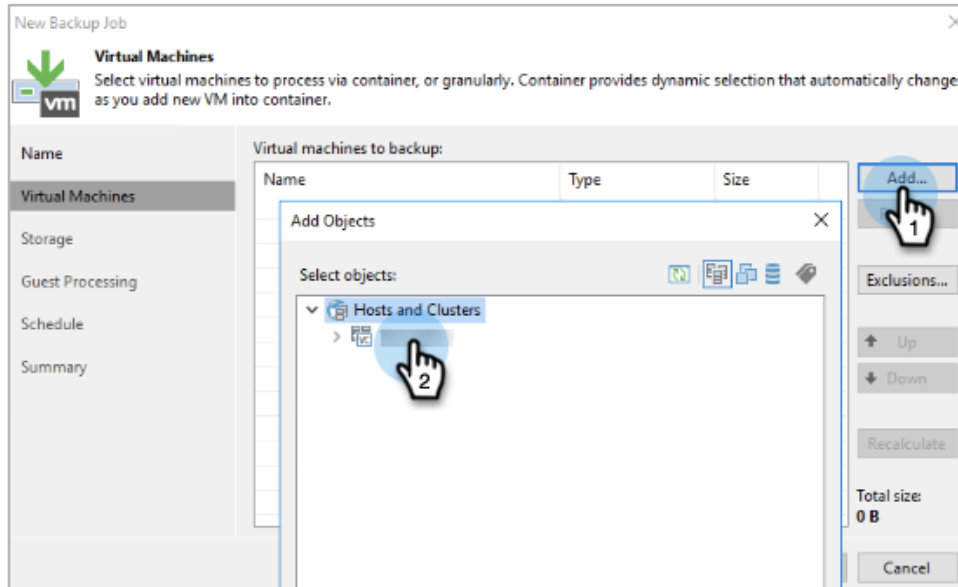 New Backup Job
Virtual Machines
Select virtual machines to process via container, or granularly. Container provides dynamic selection that automatically change
as you add new VM into container.
vm
Name
Virtual Machines
Storage
Guest Processing
Schedule
Summary
Virtual machines to backup:
Name Type Size
Add...
1
Exclusions...
Up
Down
Recalculate
Total size:
0 B
Cancel
Add Objects
Select objects:
Hosts and Clusters
VC
2